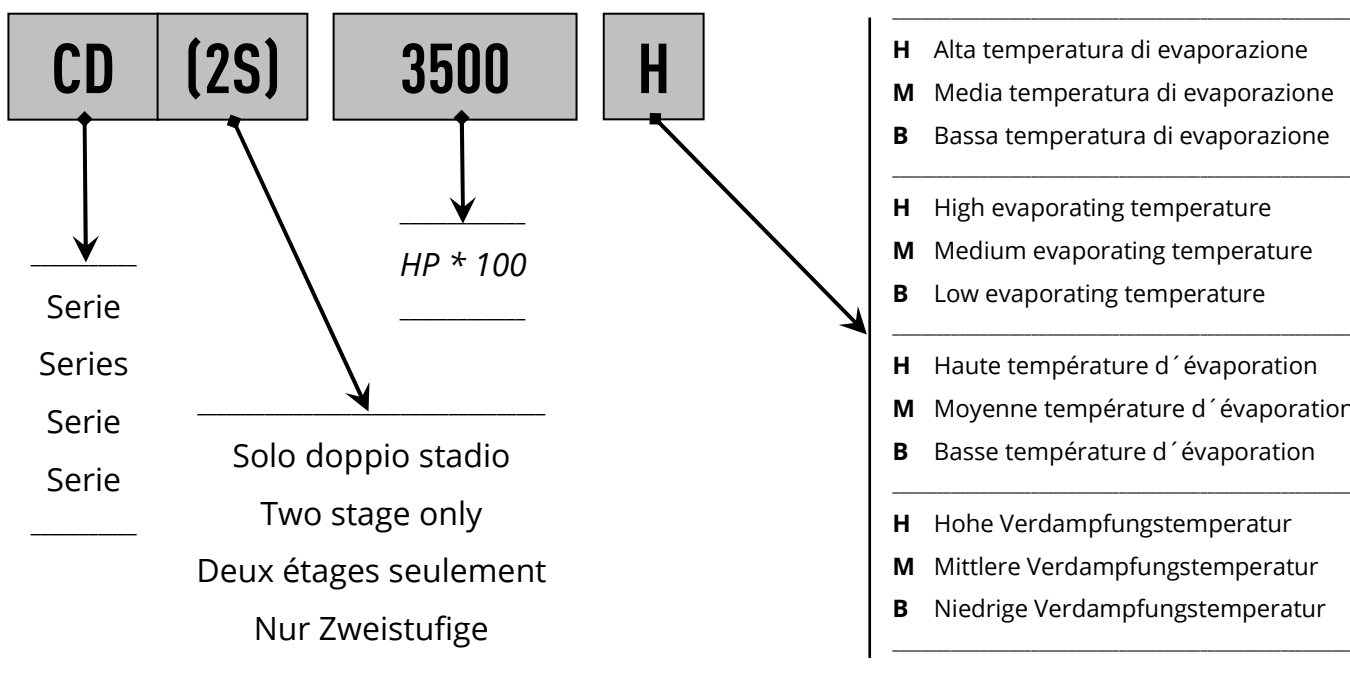 CD (2S) 3500 H
Serie
Series
Serie
Serie
HP * 100
Solo doppio stadio
Two stage only
Deux étages seulement
Nur Zweistufige
H Alta temperatura di evaporazione
M Media temperatura di evaporazione
B Bassa temperatura di evaporazione
H High evaporating temperature
M Medium evaporating temperature
B Low evaporating temperature
H Haute température d´évaporation
M Moyenne température d´évaporation
B Basse température d´évaporation
H Hohe Verdampfungstemperatur
M Mittlere Verdampfungstemperatur
B Niedrige Verdampfungstemperatur